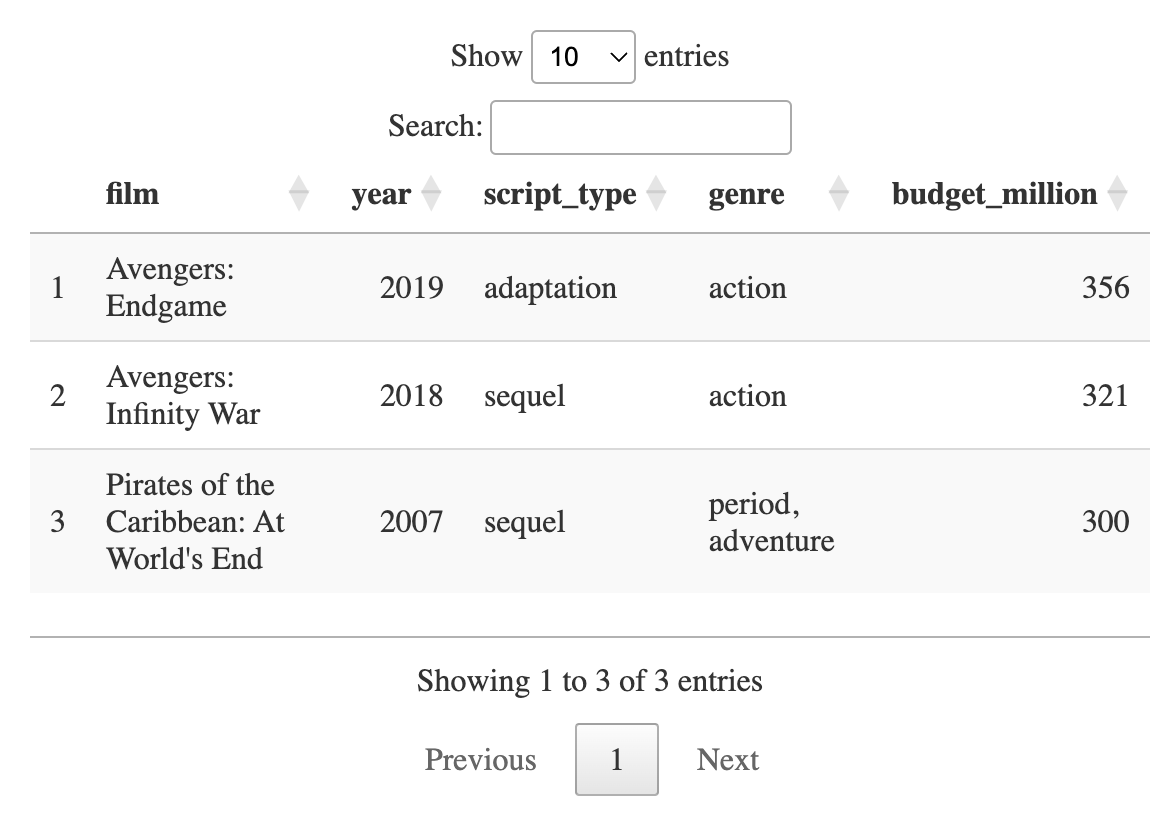 Show 10 entries
Search:
film year script_type genre budget_million
1 Avengers: Endgame 2019 adaptation action 356
2 Avengers: Infinity War 2018 sequel action 321
3 Pirates of the Caribbean: At World's End 2007 sequel period, adventure 300
Showing 1 to 3 of 3 entries
Previous 1 Next